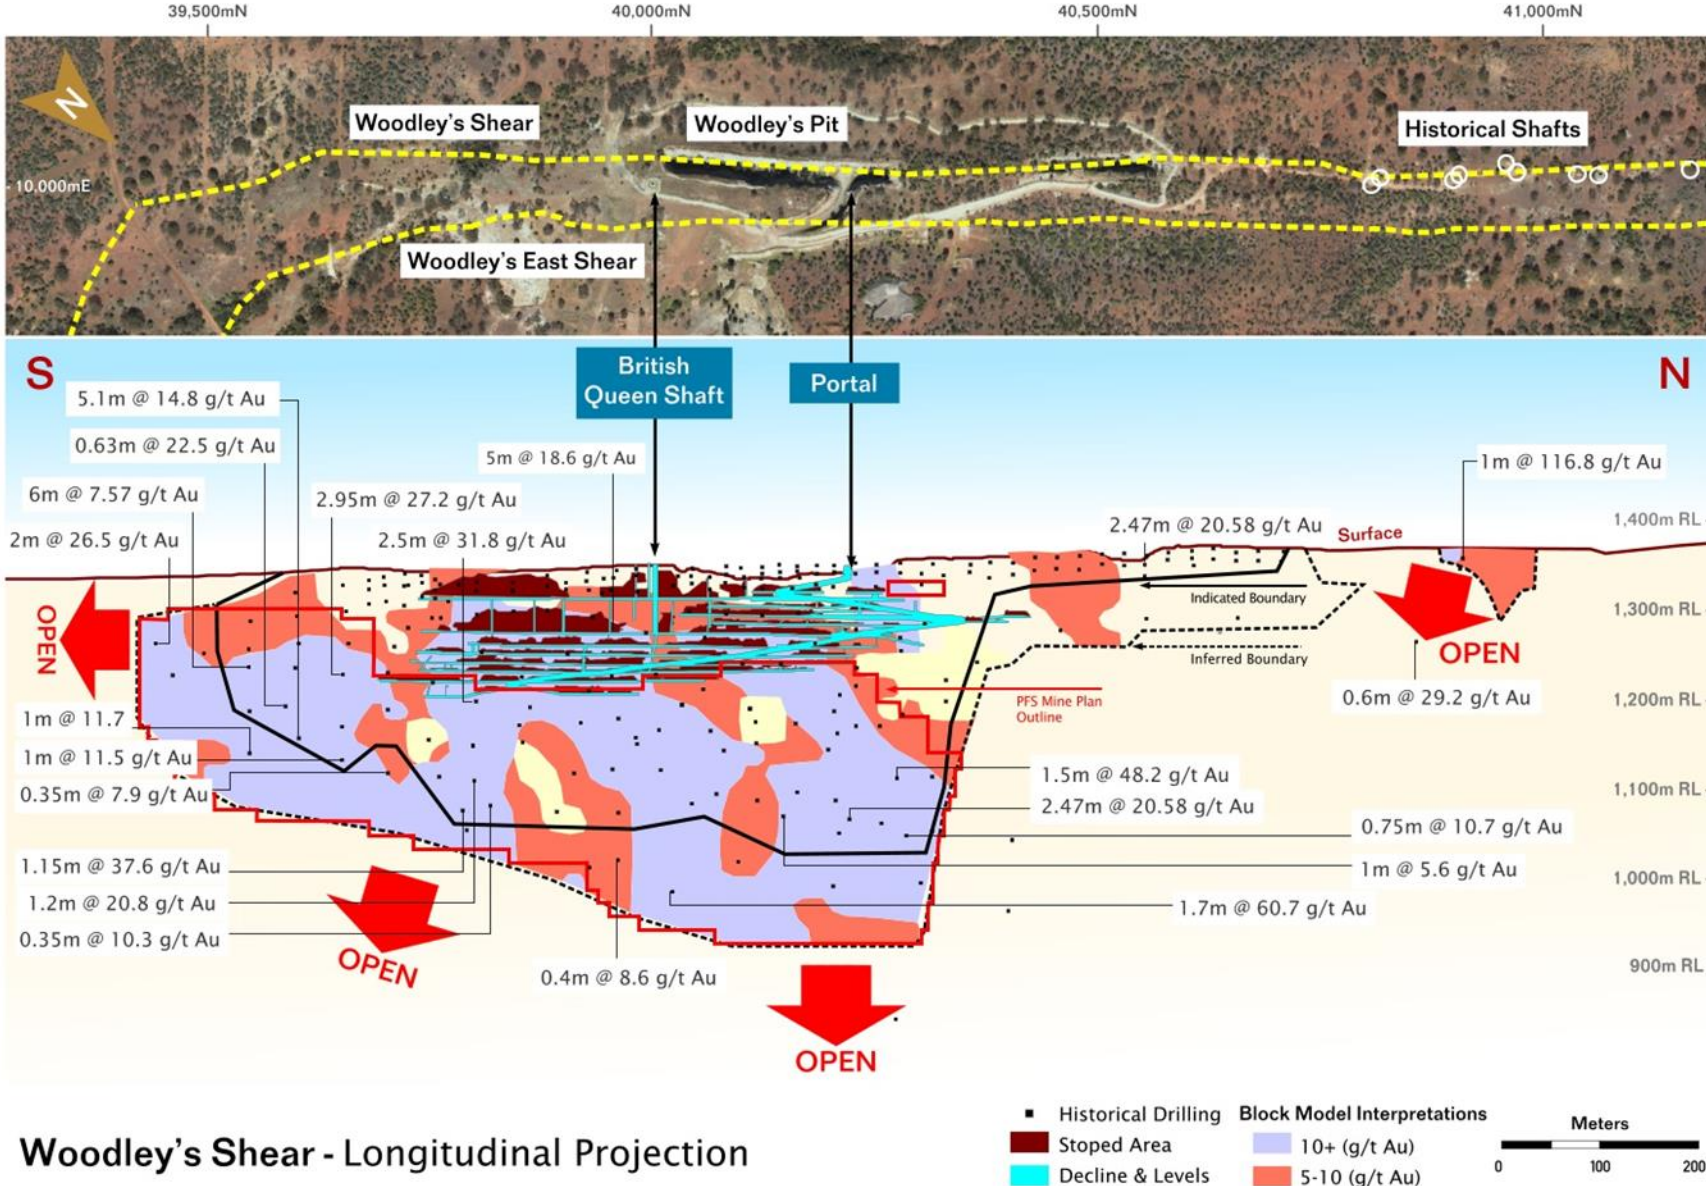 39,500mN
40,000mN
40,500mN
41,000mN
N
Woodley's Shear
Woodley's Pit
Historical Shafts
10,000mE
Woodley's East Shear
S
British
Queen Shaft
Portal
N
5.1m @ 14.8 g/t Au
0.63m @ 22.5 g/t Au
5m @ 18.6 g/t Au
1m @ 116.8 g/t Au
6m @ 7.57 g/t Au
2.95m @ 27.2 g/t Au
2m @ 26.5 g/t Au
2.5m @ 31.8 g/t Au
2.47m @ 20.58 g/t Au
Surface
1,400m RL
OPEN
Indicated Boundary
1,300m RL
Inferred Boundary
OPEN
PFS Mine Plan
Outline
0.6m @ 29.2 g/t Au
1,200m RL
1m @ 11.7
1m @ 11.5 g/t Au
0.35m @ 7.9 g/t Au
1.5m @ 48.2 g/t Au
2.47m @ 20.58 g/t Au
1,100m RL
0.75m @ 10.7 g/t Au
1.15m @ 37.6 g/t Au
1m @ 5.6 g/t Au
1,000m RL
1.2m @ 20.8 g/t Au
1.7m @ 60.7 g/t Au
0.35m @ 10.3 g/t Au
OPEN
0.4m @ 8.6 g/t Au
900m RL
OPEN
Woodley's Shear - Longitudinal Projection
Historical Drilling
Stoped Area
Decline & Levels
Block Model Interpretations
10+ (g/t Au)
5-10 (g/t Au)
Meters
0 100 200